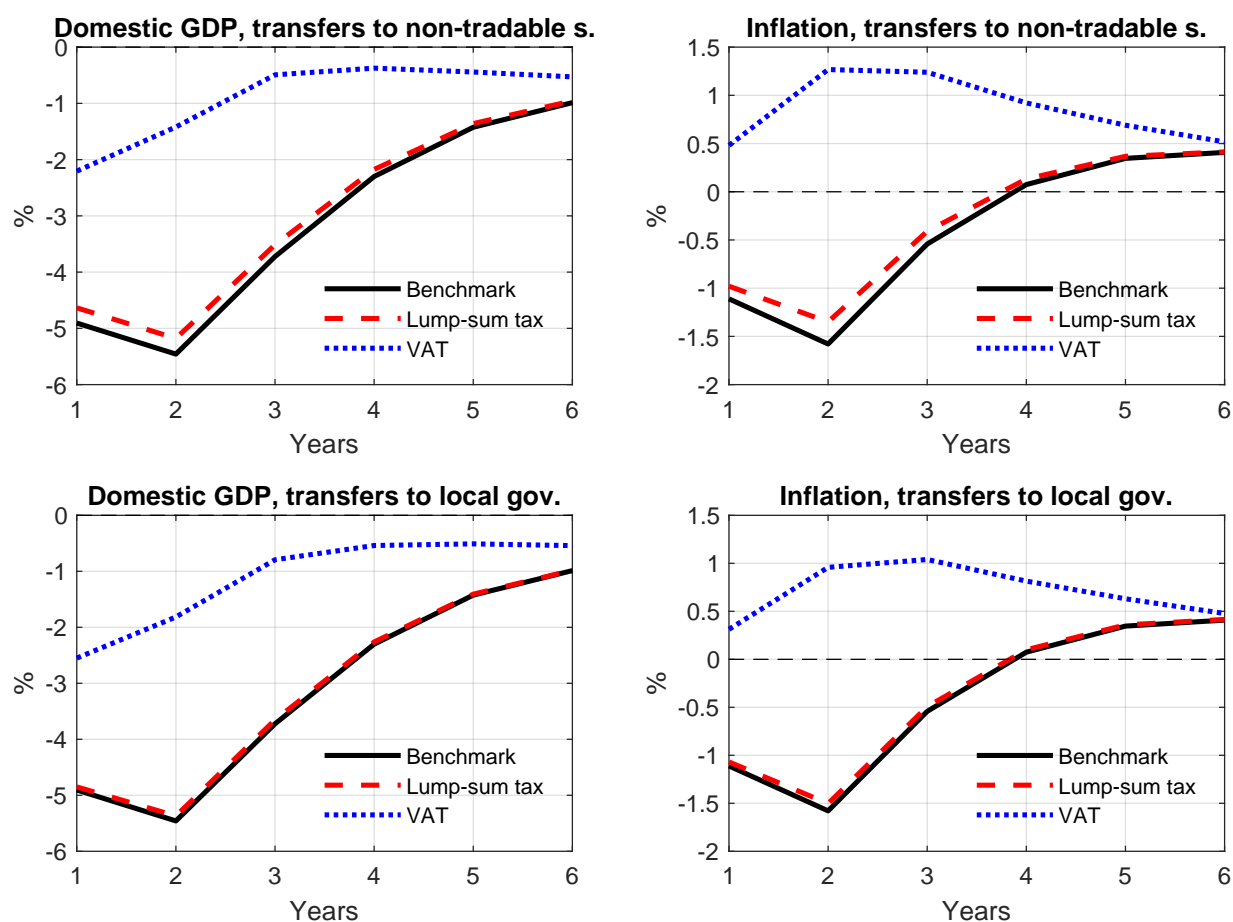 Domestic GDP, transfers to non-tradable s.
0
-1
-2
-3
-4
-5
-6
%
1 2 3 4 5 6
Years
Benchmark
Lump-sum tax
VAT
Inflation, transfers to non-tradable s.
1.5
1
0.5
0
-0.5
-1
-1.5
-2
%
1 2 3 4 5 6
Years
Benchmark
Lump-sum tax
VAT
Domestic GDP, transfers to local gov.
0
-1
-2
-3
-4
-5
-6
%
1 2 3 4 5 6
Years
Benchmark
Lump-sum tax
VAT
Inflation, transfers to local gov.
1.5
1
0.5
0
-0.5
-1
-1.5
-2
%
1 2 3 4 5 6
Years
Benchmark
Lump-sum tax
VAT